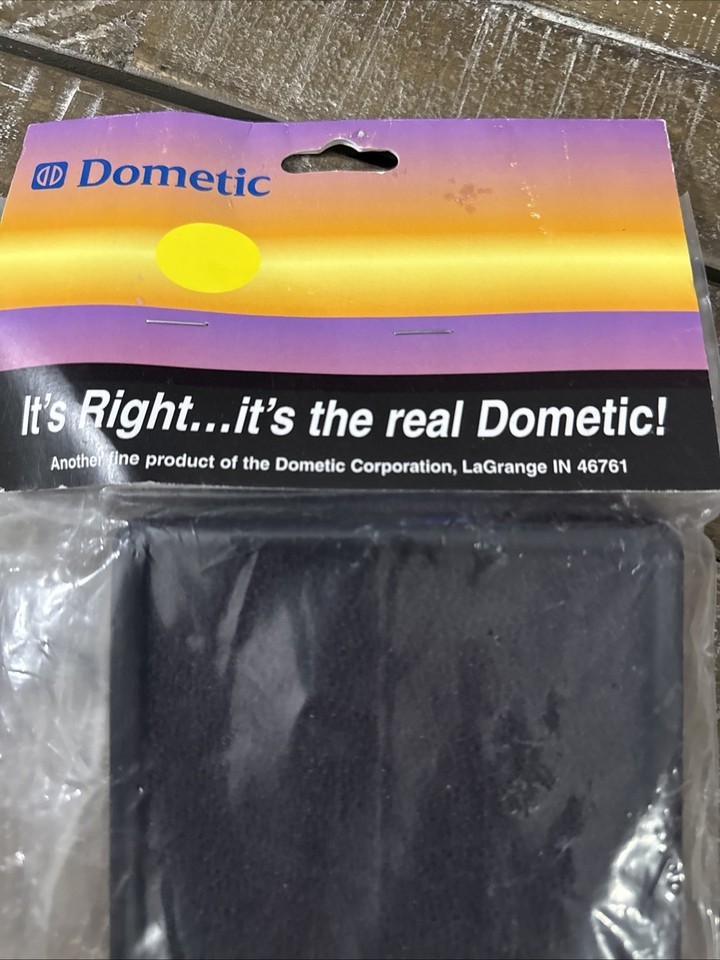 Dometic
It's Right...it's the real Dometic!
Another fine product of the Dometic Corporation, LaGrange IN 46761